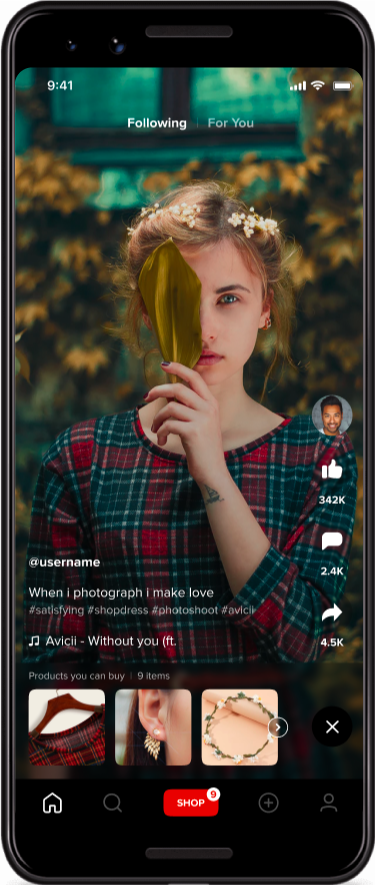 9:41
Following | For You
342K
2.4K
@username
When i photograph i make love
#satisfying #shopdress #photoshoot #avicii
4.5K
Avicii - Without you (ft.
Products you can buy | 9 items
SHOP
9